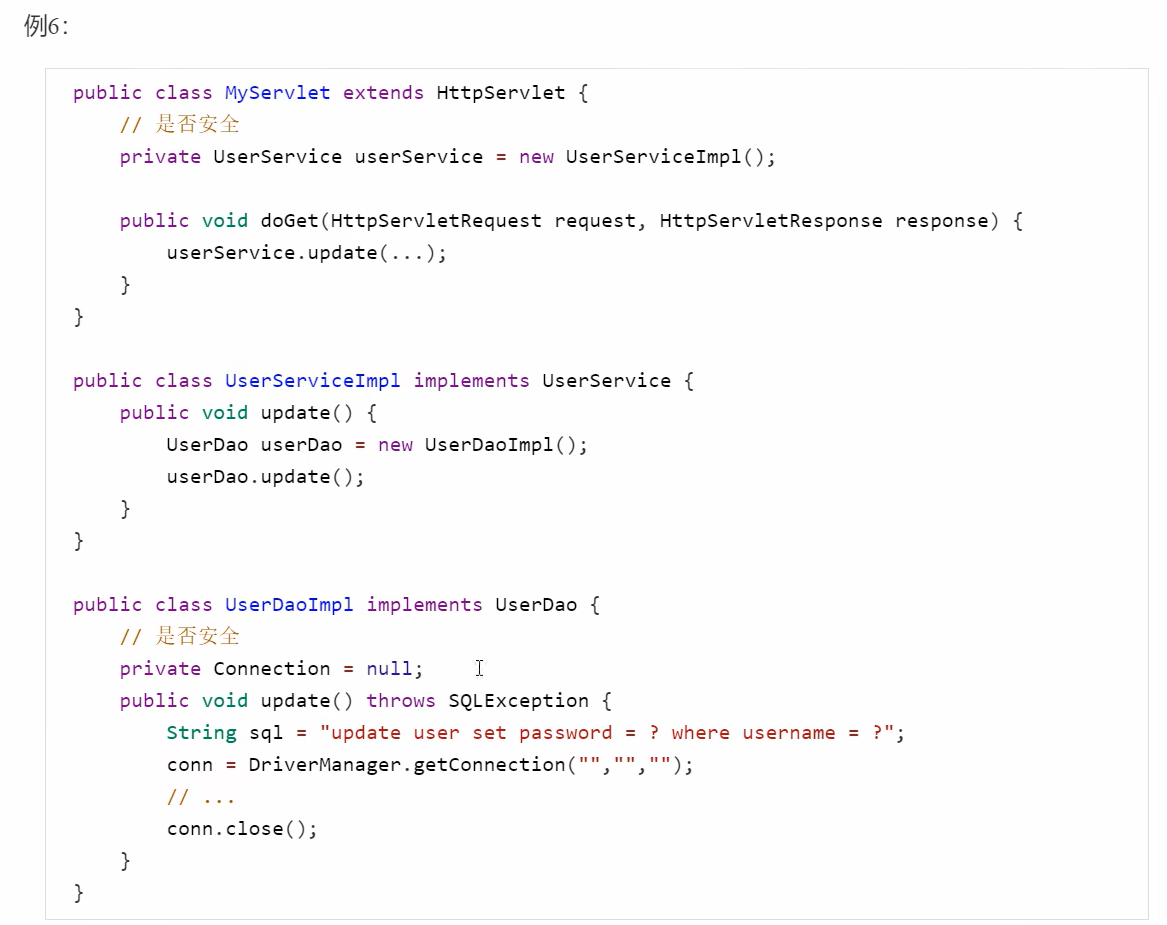 例6：
public class MyServlet extends HttpServlet {
    // 是否安全
    private UserService userService = new UserServiceImpl();
    public void doGet(HttpServletRequest request, HttpServletResponse response) {
        userService.update(...);
    }
}
public class UserServiceImpl implements UserService {
    public void update() {
        UserDao userDao = new UserDaoImpl();
        userDao.update();
    }
}
public class UserDaoImpl implements UserDao {
    // 是否安全
    private Connection = null;
    public void update() throws SQLException {
        String sql = "update user set password = ? where username = ?";
        conn = DriverManager.getConnection("","","");
        // ...
        conn.close();
    }
}